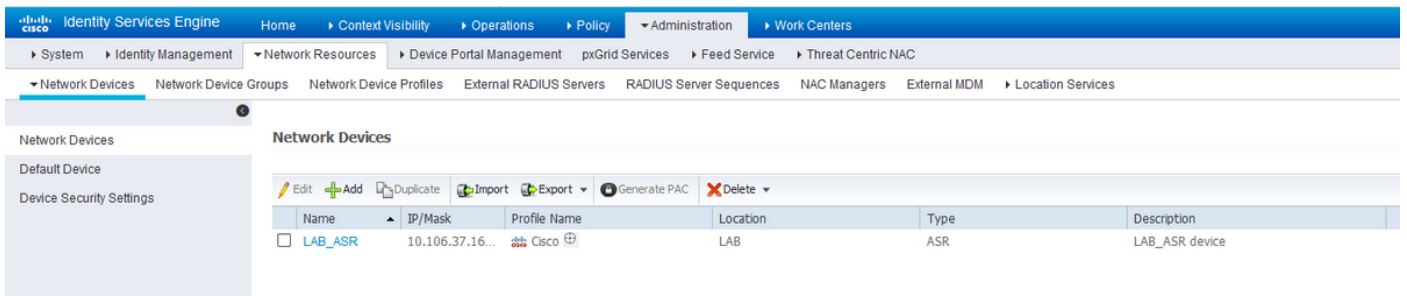 cisco Identity Services Engine Home Context Visibility Operations Policy Administration Work Centers
System Identity Management Network Resources Device Portal Management pxGrid Services Feed Service Threat Centric NAC
Network Devices Network Device Groups Network Device Profiles External RADIUS Servers RADIUS Server Sequences NAC Managers External MDM Location Services
Network Devices
Default Device
Device Security Settings
Network Devices
Edit Add Duplicate Import Export Generate PAC Delete
Name IP/Mask Profile Name Location Type Description
LAB_ASR 10.106.37.16... cisco Cisco LAB ASR LAB_ASR device